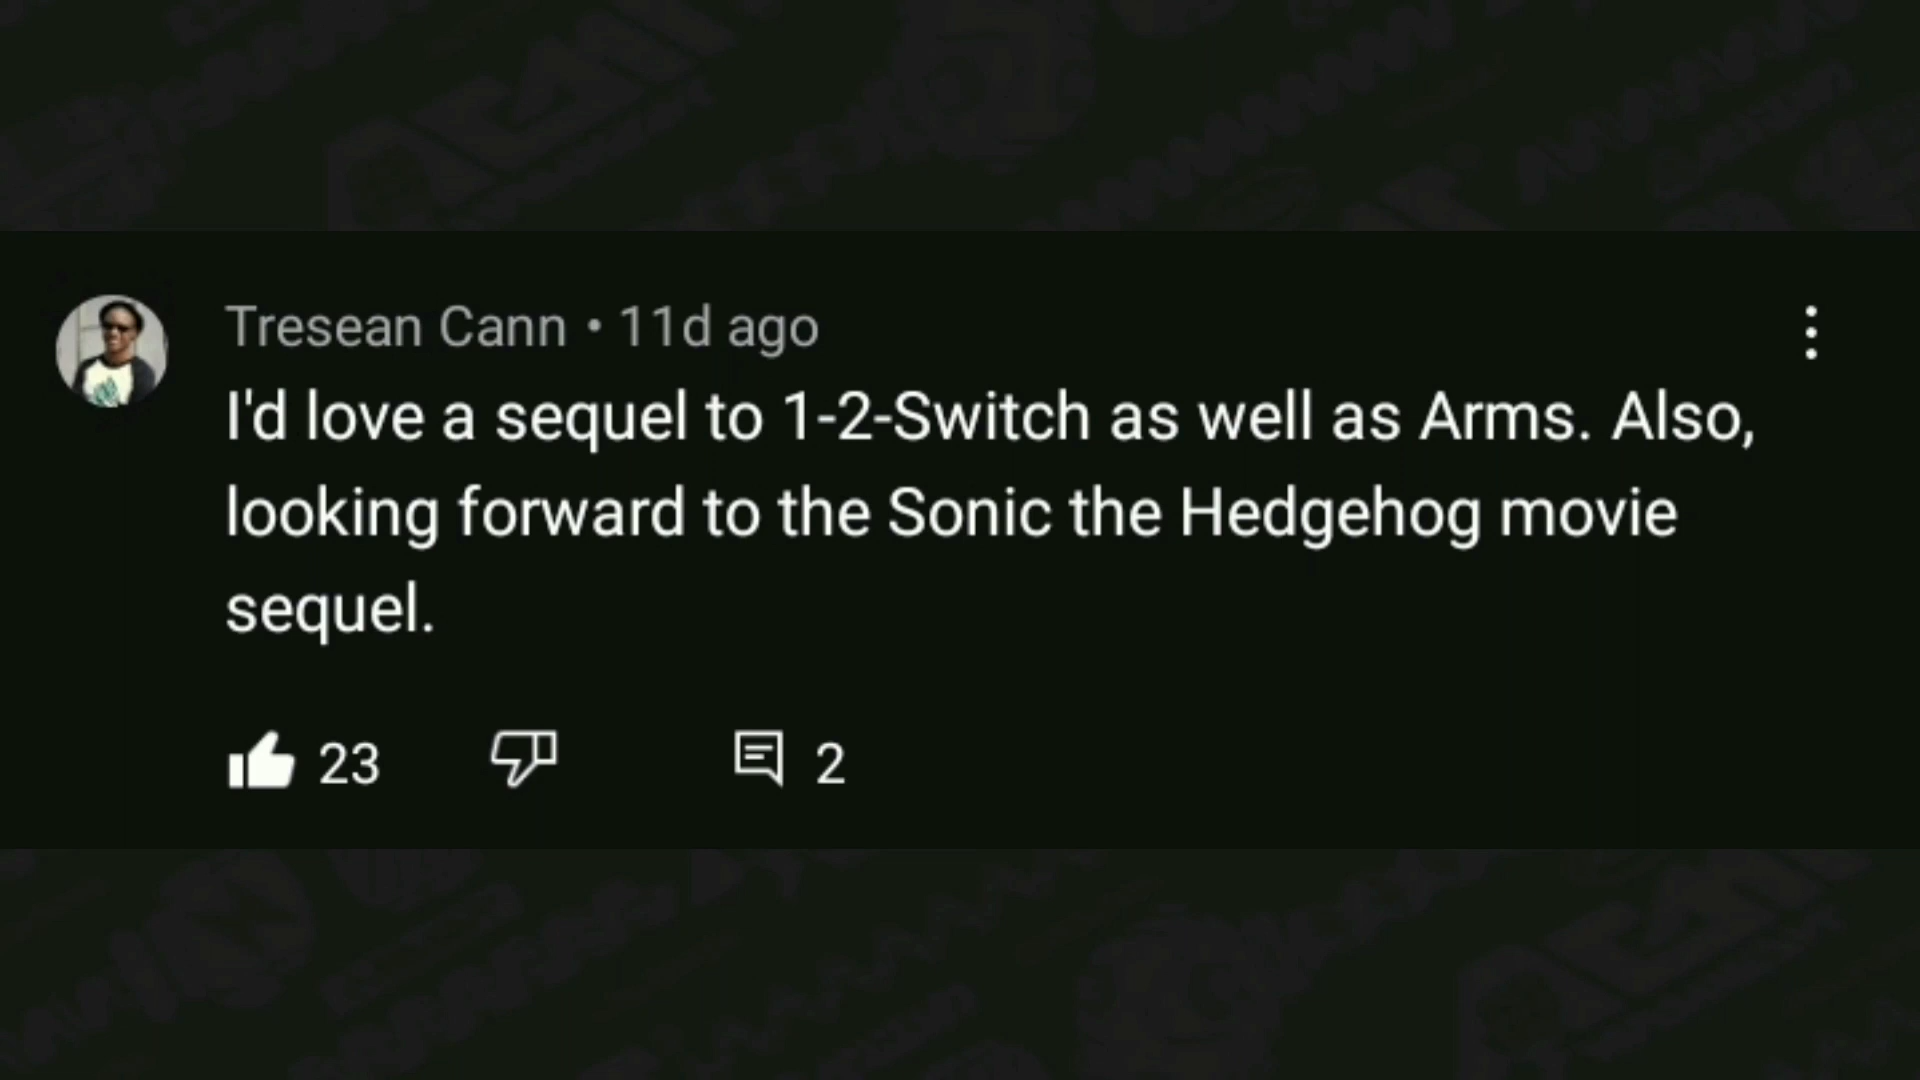 Tresean Cann • 11d ago
I'd love a sequel to 1-2-Switch as well as Arms. Also,
looking forward to the Sonic the Hedgehog movie
sequel.
23 2